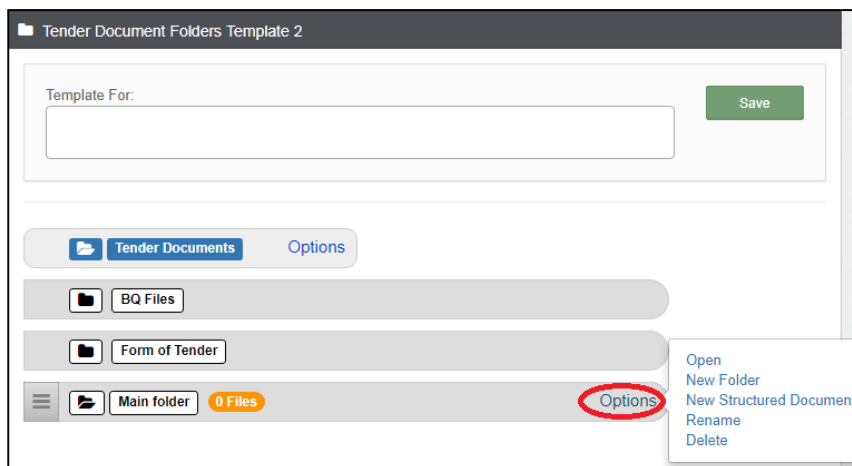 Tender Document Folders Template 2
Template For:
Save
Tender Documents Options
BQ Files
Form of Tender
Main folder 0 Files Options
Open
New Folder
New Structured Documen
Rename
Delete